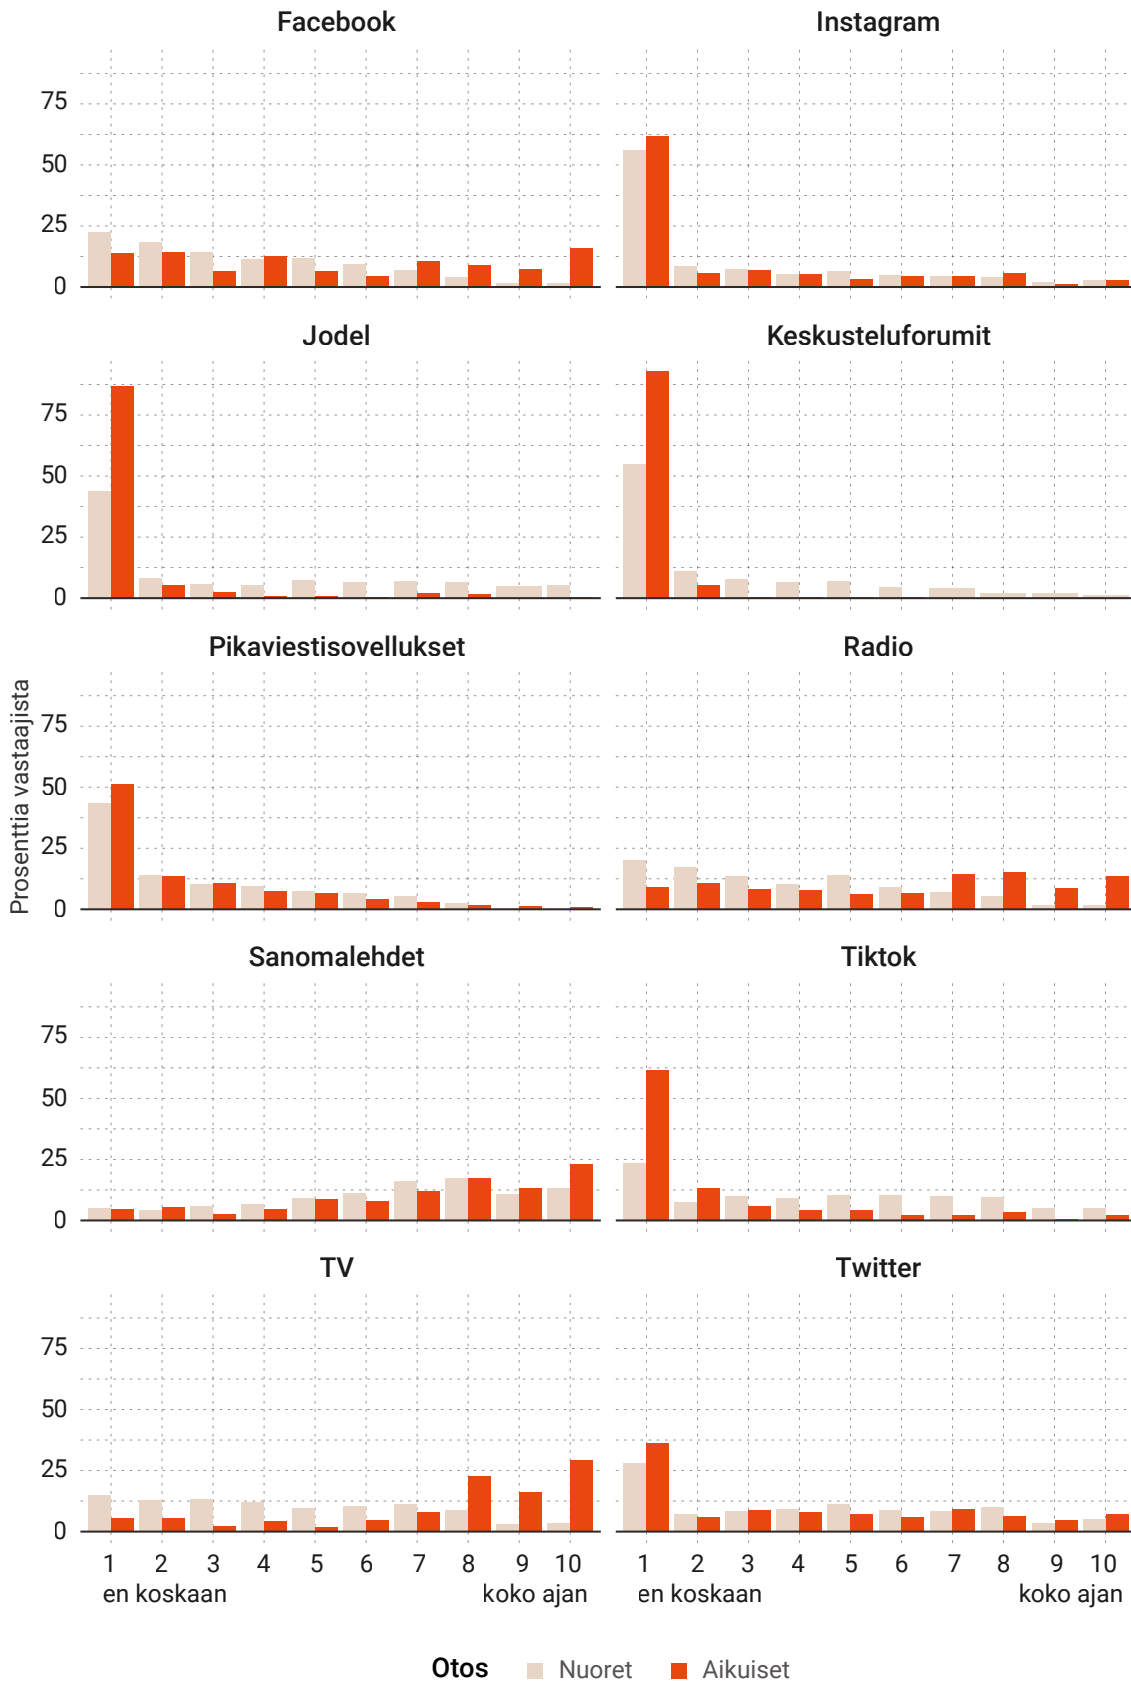 Facebook Instagram
75
50
25
0
Jodel Keskusteluforumit
75
50
25
0
Pikaviestisovellukset Radio
Prosenttia vastaajista
75
50
25
0
Sanomalehdet Tiktok
75
50
25
0
TV Twitter
75
50
25
0
1 2 3 4 5 6 7 8 9 10 1 2 3 4 5 6 7 8 9 10
en koskaan koko ajan en koskaan koko ajan
Otos Nuoret Aikuiset